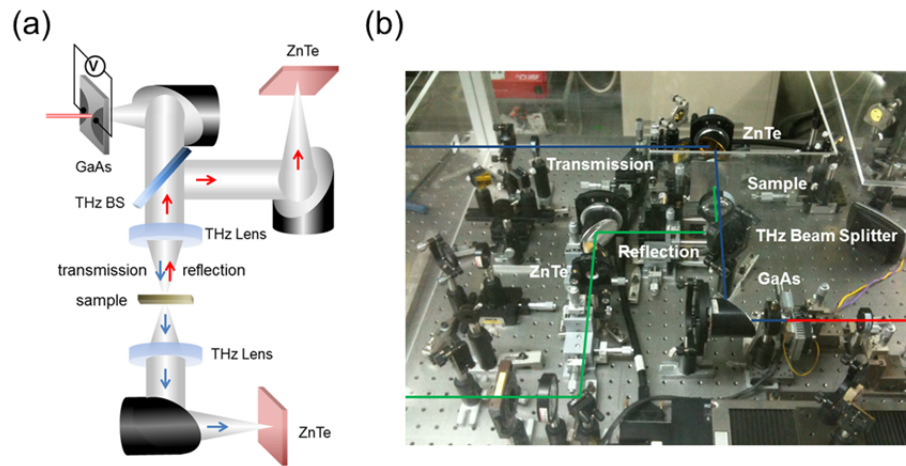 (a)
ZnTe
V
GaAs
THz BS
THz Lens
transmission
reflection
sample
THz Lens
ZnTe
(b)
ZnTe
Transmission
Sample
THz Beam Splitter
Reflection
ZnTe
GaAs